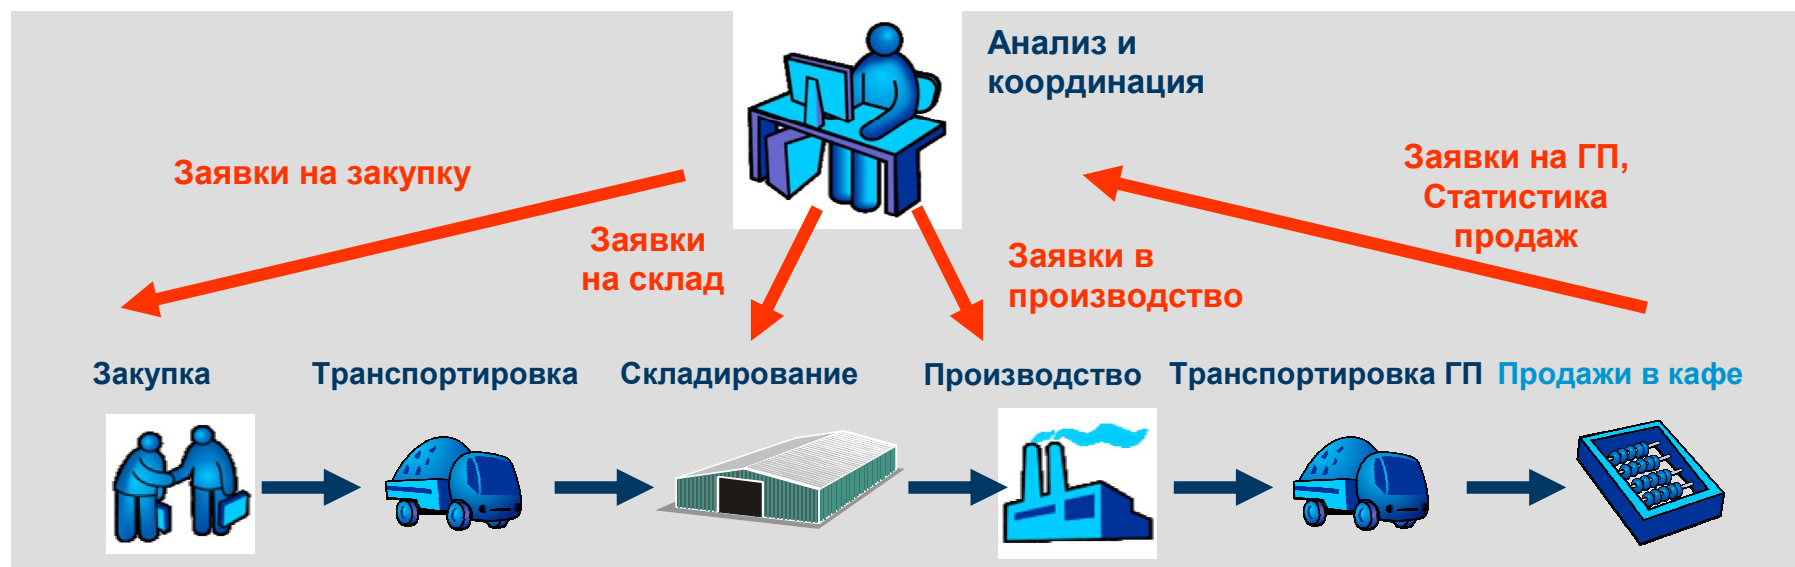 Анализ и
координация
Заявки на закупку
Заявки
на склад
Заявки в
производство
Заявки на ГП,
Статистика
продаж
Закупка
Транспортировка
Складирование
Производство
Транспортировка ГП
Продажи в кафе